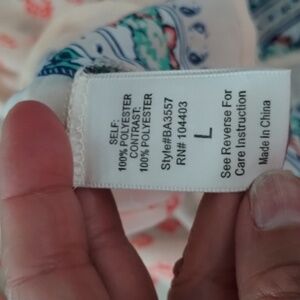 SELF:
100% POLYESTER
CONTRAST:
100% POLYESTER
Style#BA3557
RN# 104403
L
See Reverse For
Care Instruction
Made In China